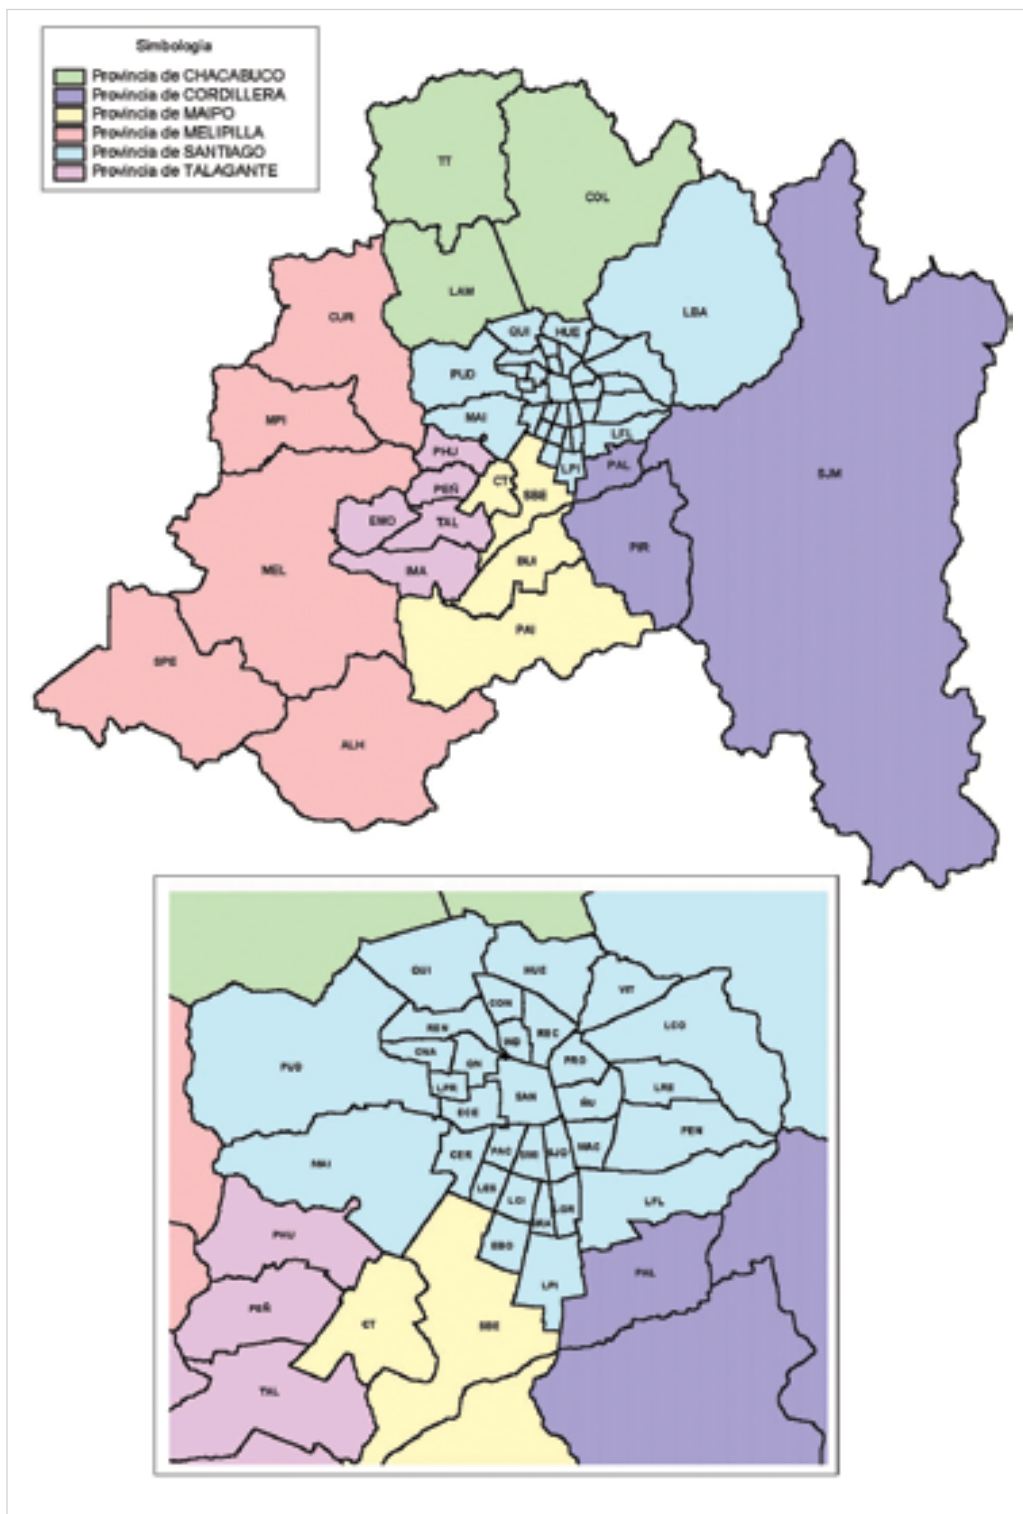 Simbología
Provincia de CHACABUCO
Provincia de CORDILLERA
Provincia de MAIPO
Provincia de MELIPILLA
Provincia de SANTIAGO
Provincia de TALAGANTE
TT
COL
LAM
LBA
CUR
QUI
HUE
PUD
MPI
MAI
LFL
PHU
LPI
PAL
SJM
PEÑ
CT
SBE
EMO
TAL
PIR
MEL
IMA
BUI
PAI
SPE
ALH
QUI
HUE
VIT
CON
REN
IND
REC
LCO
CNA
QN
PRO
PUD
LPR
SAN
ÑU
LRE
ECE
PEN
MAI
CER
PAC
SMI
SJO
MAC
LES
LCI
LGR
LFL
PHU
SBO
PAL
LPI
PEÑ
CT
SBE
TAL